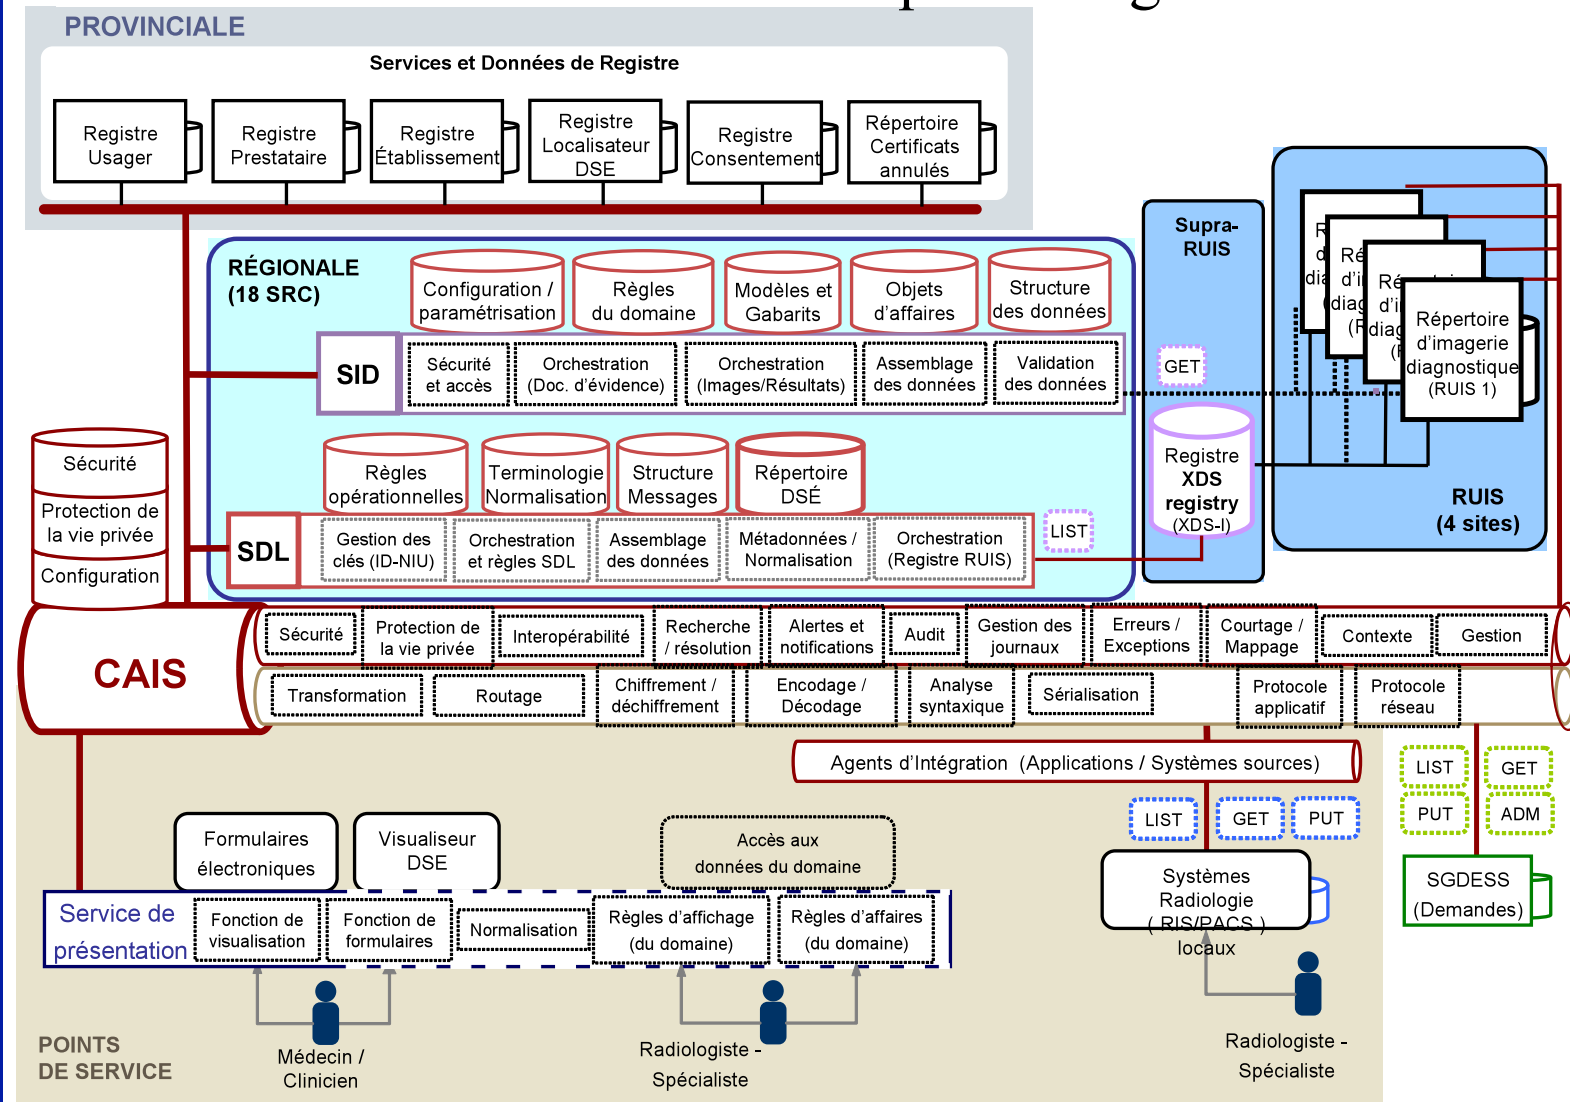 PROVINCIALE
Services et Données de Registre
Registre
Usager
Registre
Prestataire
Registre
Établissement
Registre
Localisateur
DSE
Registre
Consentement
Répertoire
Certificats
annulés
RÉGIONALE
(18 SRC)
Configuration /
paramétrisation
Règles
du domaine
Modèles et
Gabarits
Objets
d'affaires
Structure
des données
SID
Sécurité
et accès
Orchestration
(Doc. d'évidence)
Orchestration
(Images/Résultats)
Assemblage
des données
Validation
des données
Règles
opérationnelles
Terminologie
Normalisation
Structure
Messages
Répertoire
DSÉ
SDL
Gestion des
clés (ID-NIU)
Orchestration
et règles SDL
Assemblage
des données
Métadonnées /
Normalisation
Orchestration
(Registre RUIS)
LIST
Supra-
RUIS
GET
Registre
XDS
registry
(XDS-I)
Répertoire
d'imagerie
diagnostique
(RUIS 1)
RUIS
(4 sites)
Sécurité
Protection de
la vie privée
Configuration
CAIS
Sécurité
Protection de
la vie privée
Interopérabilité
Recherche
/ résolution
Alertes et
notifications
Audit
Gestion des
journaux
Erreurs /
Exceptions
Courtage /
Mappage
Contexte
Gestion
Transformation
Routage
Chiffrement /
déchiffrement
Encodage /
Décodage
Analyse
syntaxique
Sérialisation
Protocole
applicatif
Protocole
réseau
Agents d'Intégration (Applications / Systèmes sources)
LIST
GET
PUT
LIST
GET
PUT
ADM
Formulaires
électroniques
Visualiseur
DSE
Accès aux
données du domaine
Systèmes
Radiologie
( RIS/PACS )
locaux
SGDESS
(Demandes)
Service de
présentation
Fonction de
visualisation
Fonction de
formulaires
Normalisation
Règles d'affichage
(du domaine)
Règles d'affaires
(du domaine)
Médecin /
Clinicien
Radiologiste -
Spécialiste
Radiologiste -
Spécialiste
POINTS
DE SERVICE